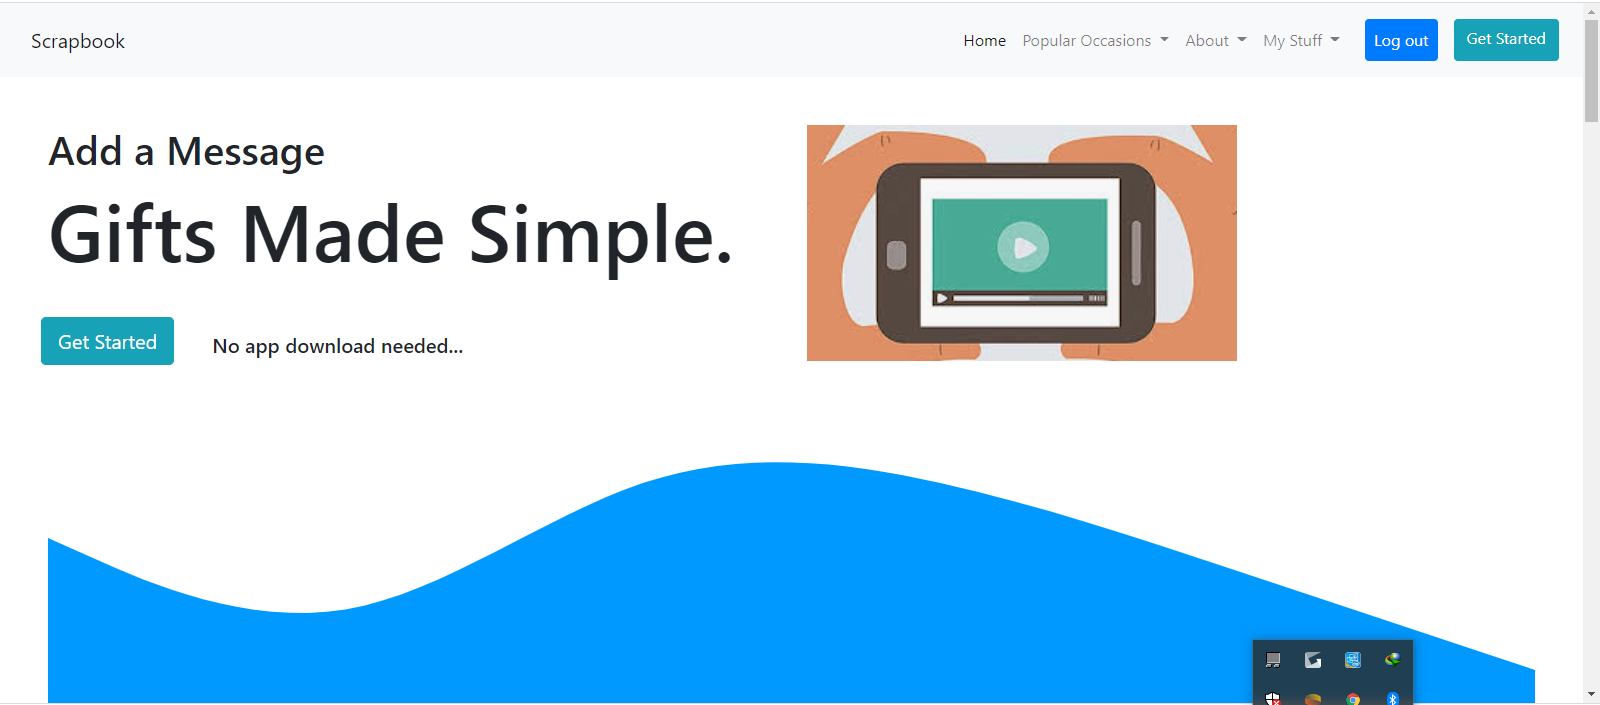 Scrapbook
Home Popular Occasions About My Stuff Log out Get Started
Add a Message
Gifts Made Simple.
Get Started
No app download needed...